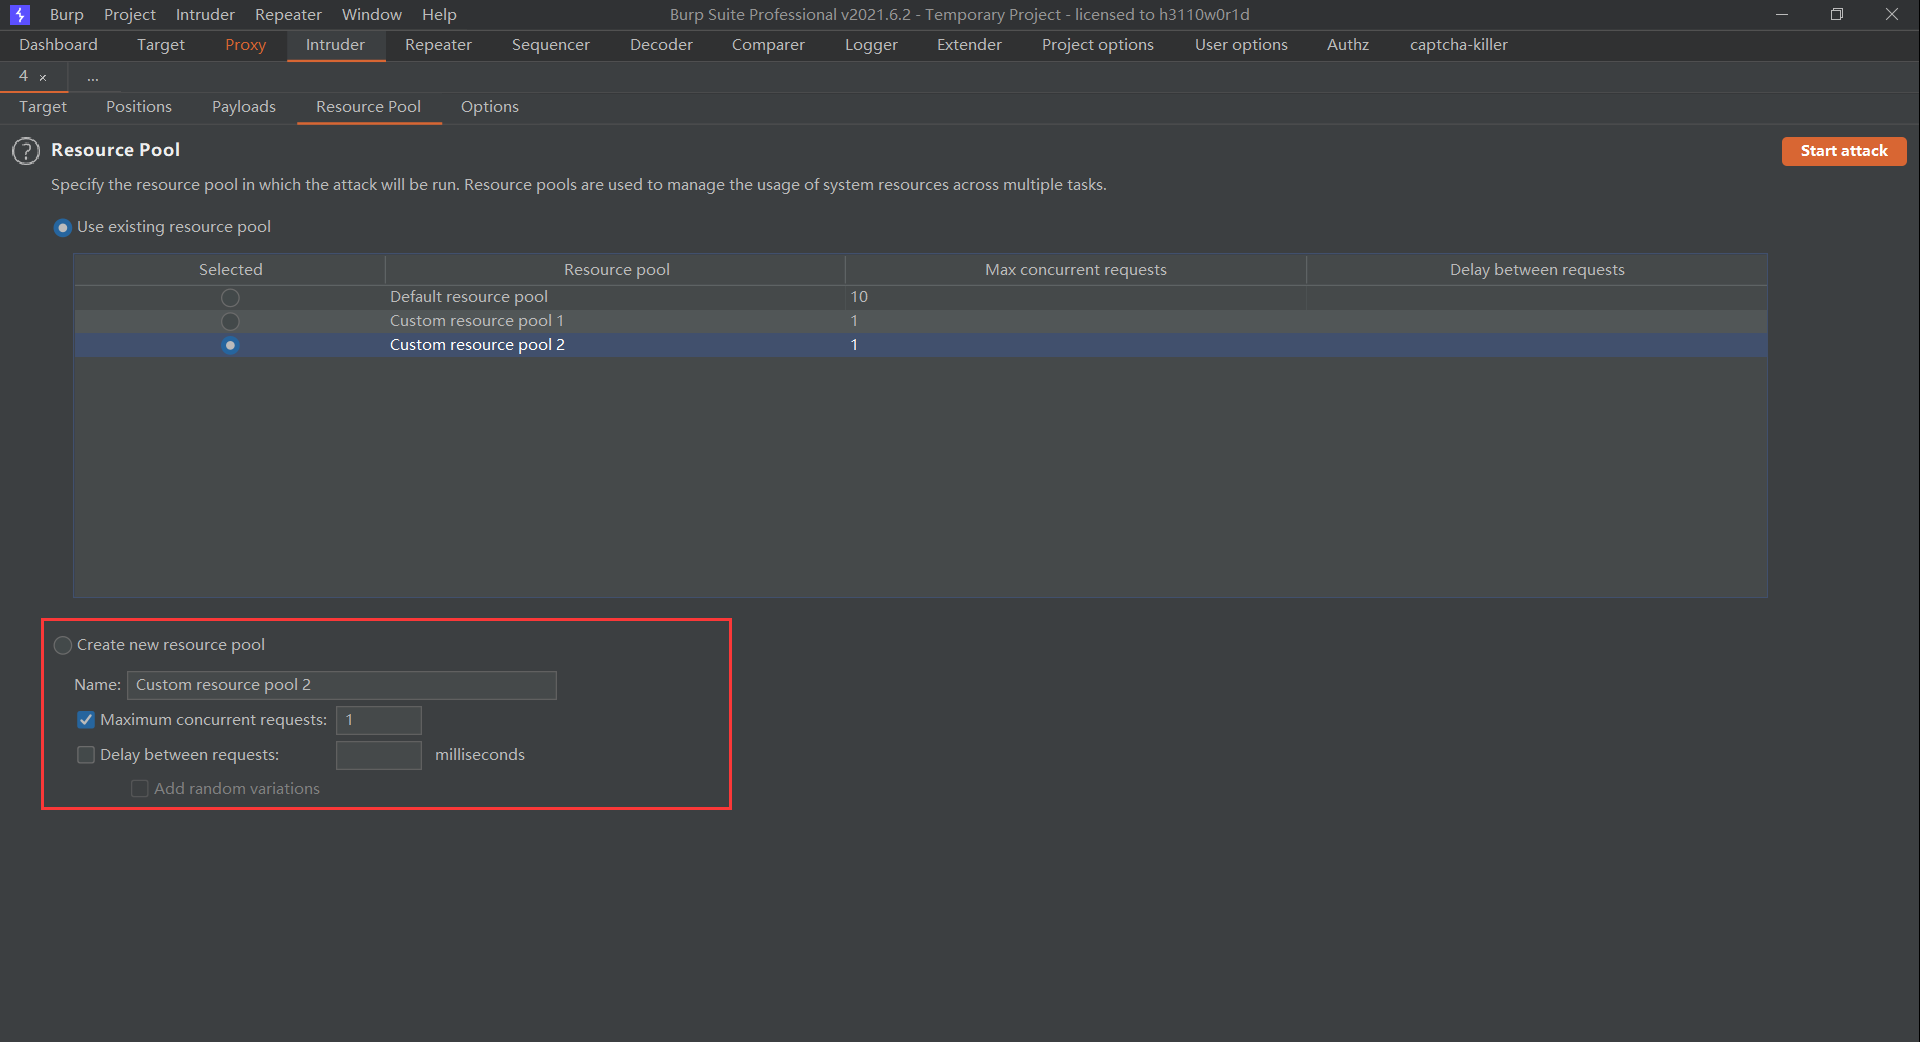 Burp Project Intruder Repeater Window Help Burp Suite Professional v2021.6.2 - Temporary Project - licensed to h3110w0r1d
Dashboard Target Proxy Intruder Repeater Sequencer Decoder Comparer Logger Extender Project options User options Authz captcha-killer
4 × ...
Target Positions Payloads Resource Pool Options
? Resource Pool Start attack
Specify the resource pool in which the attack will be run. Resource pools are used to manage the usage of system resources across multiple tasks.
Use existing resource pool
Selected Resource pool Max concurrent requests Delay between requests
Default resource pool 10
Custom resource pool 1 1
Custom resource pool 2 1
Create new resource pool
Name: Custom resource pool 2
Maximum concurrent requests: 1
Delay between requests: milliseconds
Add random variations